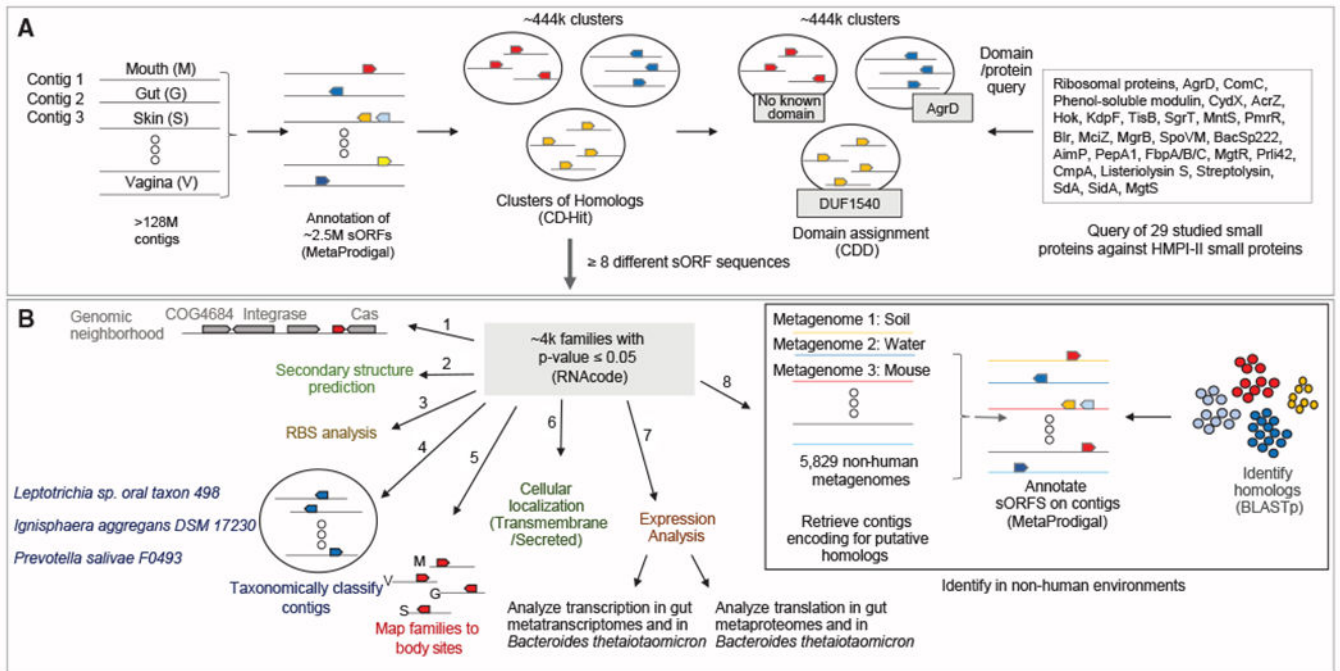 A
Contig 1
Contig 2
Contig 3
Mouth (M)
Gut (G)
Skin (S)
Vagina (V)
>128M
contigs
Annotation of
~2.5M sORFs
(MetaProdigal)
~444k clusters
Clusters of Homologs
(CD-Hit)
≥ 8 different sORF sequences
~444k clusters
No known
domain
AgrD
DUF1540
Domain assignment
(CDD)
Domain
/protein
query
Ribosomal proteins, AgrD, ComC,
Phenol-soluble modulin, CydX, AcrZ,
Hok, KdpF, TisB, SgrT, MntS, PmrR,
Blr, MciZ, MgrB, SpoVM, BacSp222,
AimP, PepA1, FbpA/B/C, MgtR, Prli42,
CmpA, Listeriolysin S, Streptolysin,
SdA, SidA, MgtS
Query of 29 studied small
proteins against HMPI-II small proteins
B
Genomic
neighborhood
COG4684 Integrase Cas
1
~4k families with
p-value ≤ 0.05
(RNAcode)
2
Secondary structure
prediction
3
RBS analysis
4
5
6
7
8
Leptotrichia sp. oral taxon 498
Ignisphaera aggregans DSM 17230
Prevotella salivae F0493
Taxonomically classify
contigs
M
V
G
S
Map families to
body sites
Cellular
localization
(Transmembrane
/Secreted)
Expression
Analysis
Analyze transcription in gut
metatranscriptomes and in
Bacteroides thetaiotaomicron
Analyze translation in gut
metaproteomes and in
Bacteroides thetaiotaomicron
Metagenome 1: Soil
Metagenome 2: Water
Metagenome 3: Mouse
5,829 non-human
metagenomes
Retrieve contigs
encoding for putative
homologs
Annotate
sORFS on contigs
(MetaProdigal)
Identify
homologs
(BLASTp)
Identify in non-human environments